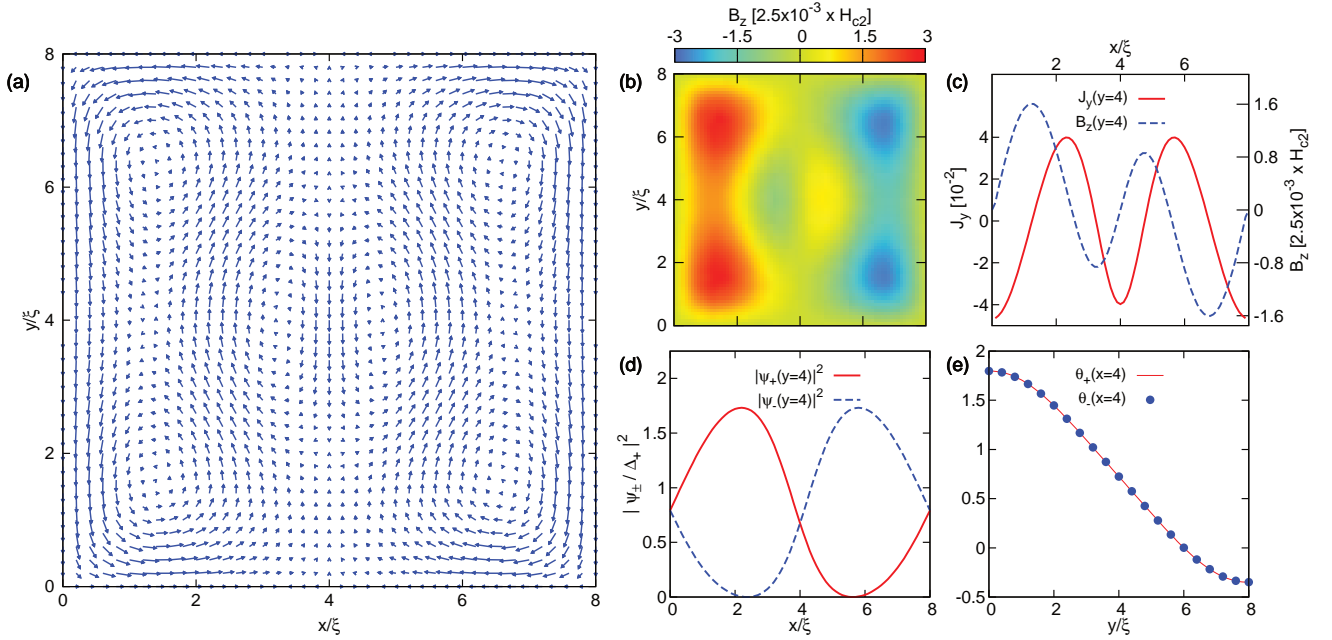 (a)
8
6
4
2
0
y/ξ
0 2 4 6 8
x/ξ
B_z [2.5x10^-3 x H_c2]
-3 -1.5 0 1.5 3
(b)
8
6
4
2
0
y/ξ
(c)
x/ξ
2 4 6
J_y(y=4)
B_z(y=4)
4
2
0
-2
-4
J_y [10^-2]
1.6
0.8
0
-0.8
-1.6
B_z [2.5x10^-3 x H_c2]
(d)
|ψ_+(y=4)|^2
|ψ_-(y=4)|^2
2
1.5
1
0.5
0
|ψ_± / Δ_+|^2
0 2 4 6 8
x/ξ
(e)
θ_+(x=4)
θ_-(x=4)
2
1.5
1
0.5
0
-0.5
0 2 4 6 8
y/ξ